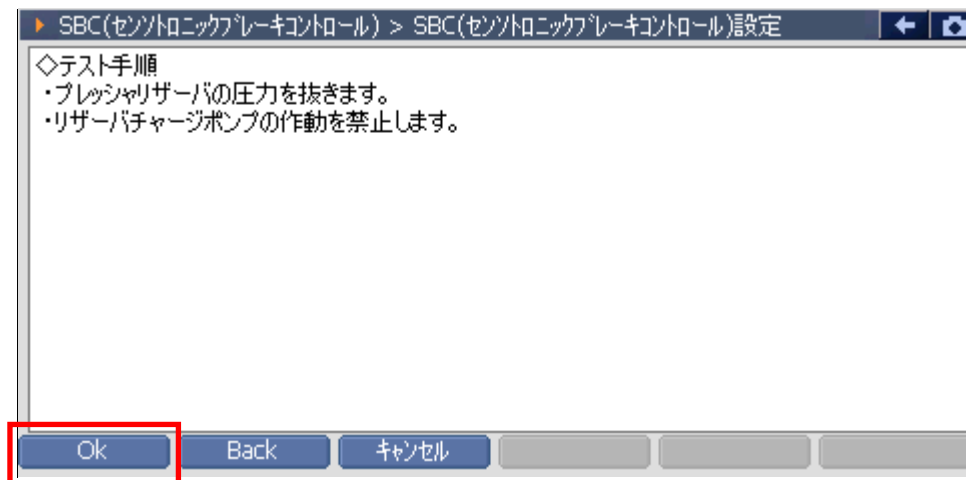 SBC(センソトロニックブレーキコントロール) > SBC(センソトロニックブレーキコントロール)設定
◇テスト手順
・プレッシャリザーバの圧力を抜きます。
・リザーバチャージポンプの作動を禁止します。
Ok Back キャンセル